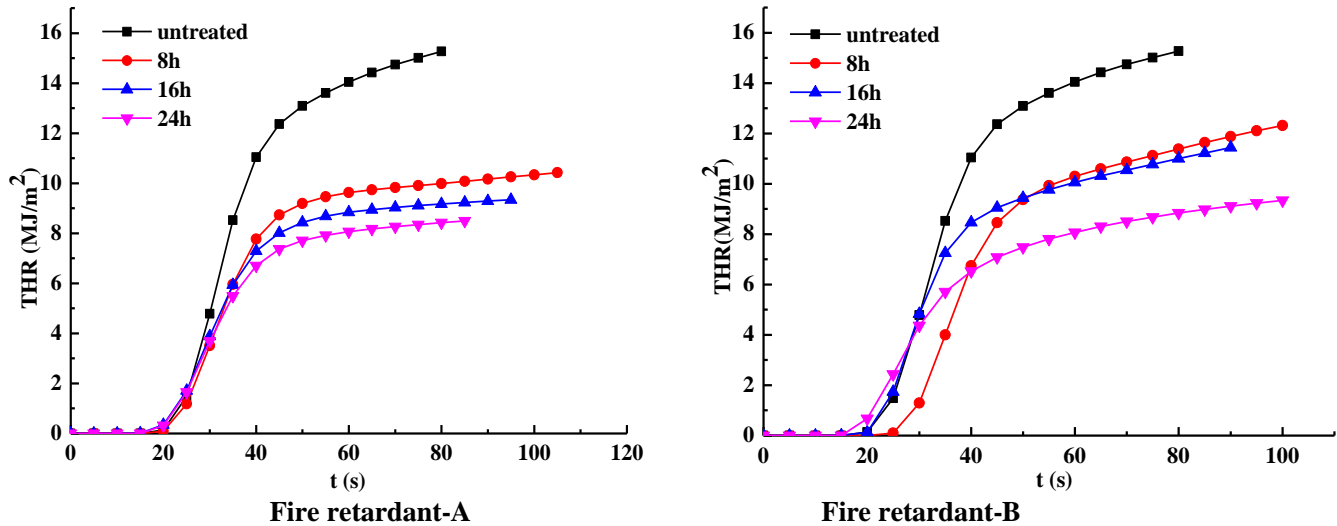 untreated
8h
16h
24h
THR (MJ/m²)
16
14
12
10
8
6
4
2
0
0 20 40 60 80 100 120
t (s)
Fire retardant-A
untreated
8h
16h
24h
THR(MJ/m²)
16
14
12
10
8
6
4
2
0
0 20 40 60 80 100
t (s)
Fire retardant-B